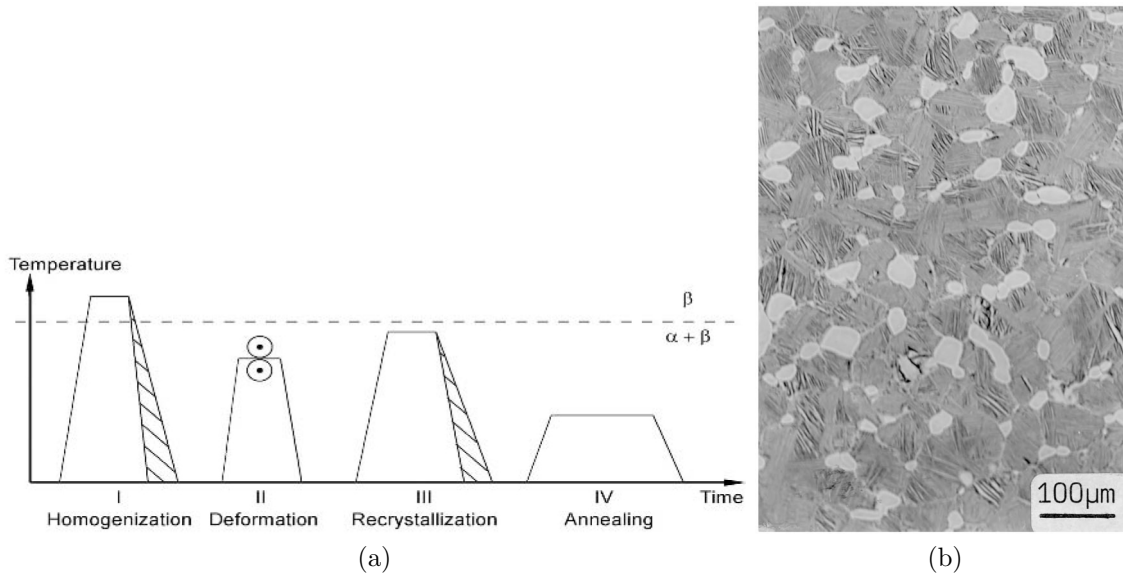 Temperature
β
α + β
I II III IV Time
Homogenization Deformation Recrystallization Annealing
100μm
(a) (b)